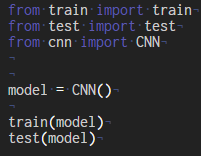 from train import train
from test import test
from cnn import CNN
model = CNN()
train(model)
test(model)